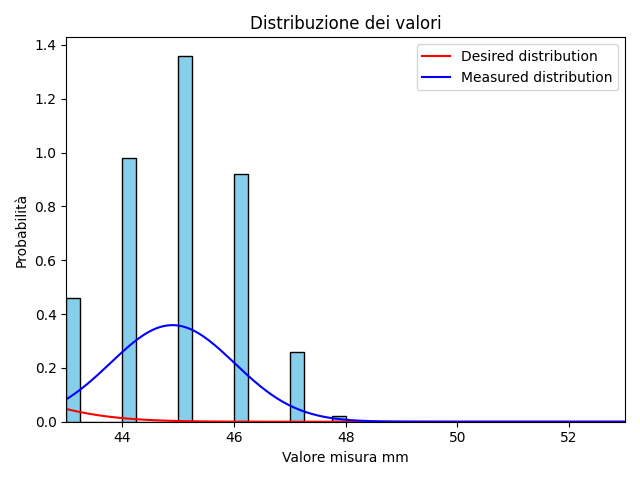 Distribuzione dei valori
Desired distribution
Measured distribution
Probabilità
1.4
1.2
1.0
0.8
0.6
0.4
0.2
0.0
44
46
48
50
52
Valore misura mm